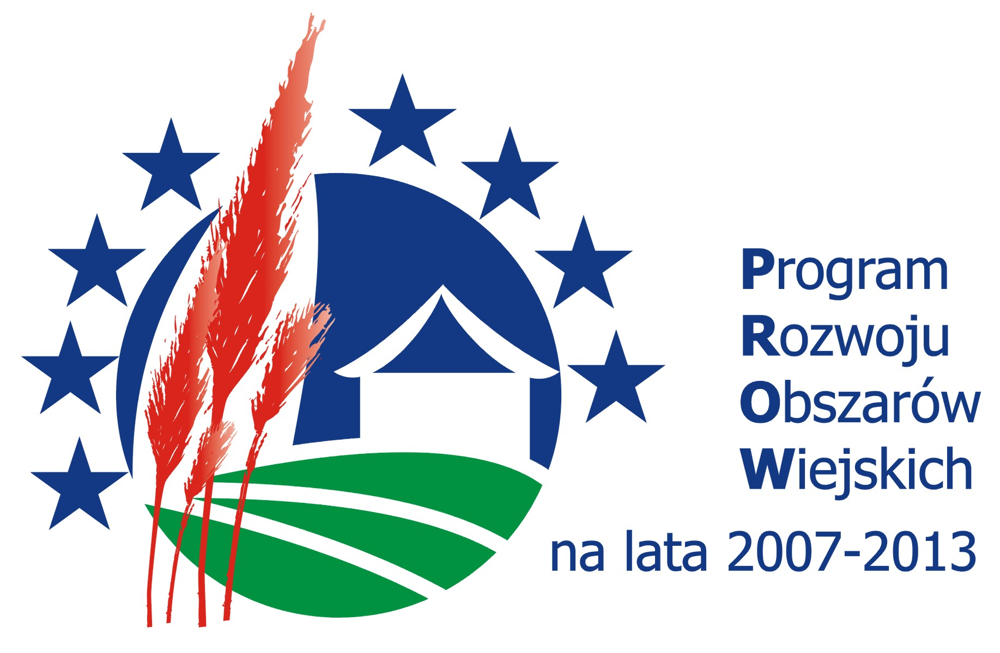 Program
Rozwoju
Obszarów
Wiejskich
na lata 2007-2013